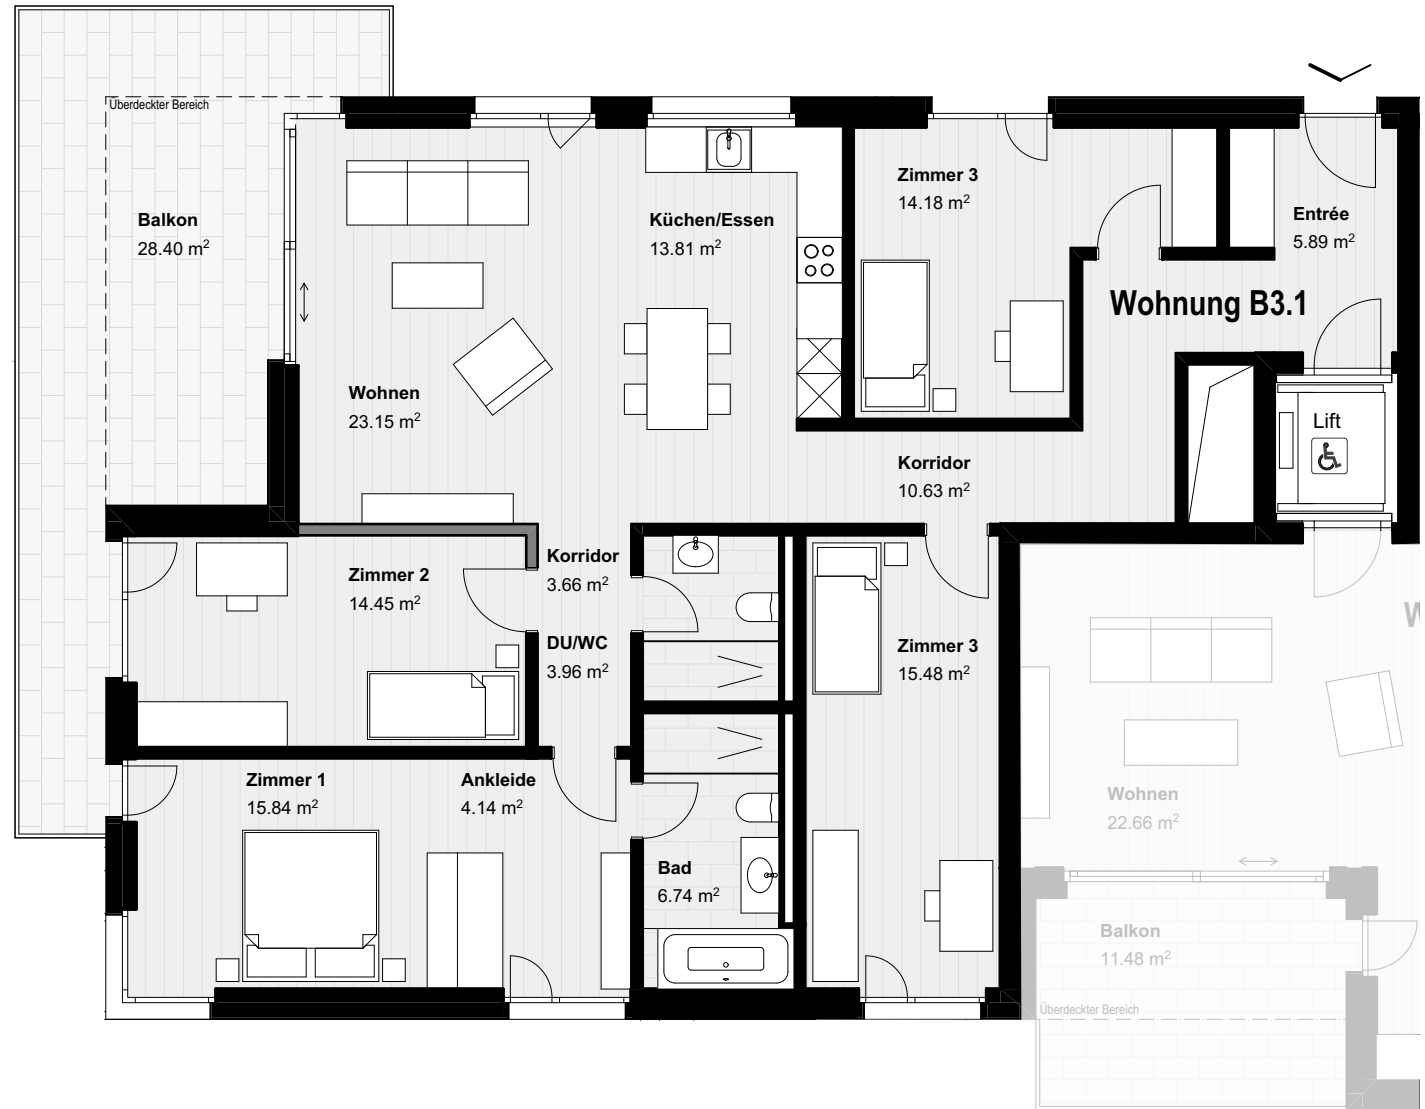 Überdeckter Bereich
Balkon
28.40 m²
Küchen/Essen
13.81 m²
Zimmer 3
14.18 m²
Entrée
5.89 m²
Wohnung B3.1
Wohnen
23.15 m²
Lift
Korridor
10.63 m²
Korridor
3.66 m²
Zimmer 2
14.45 m²
DU/WC
3.96 m²
Zimmer 3
15.48 m²
W
Zimmer 1
15.84 m²
Ankleide
4.14 m²
Wohnen
22.66 m²
Bad
6.74 m²
Balkon
11.48 m²
Überdeckter Bereich